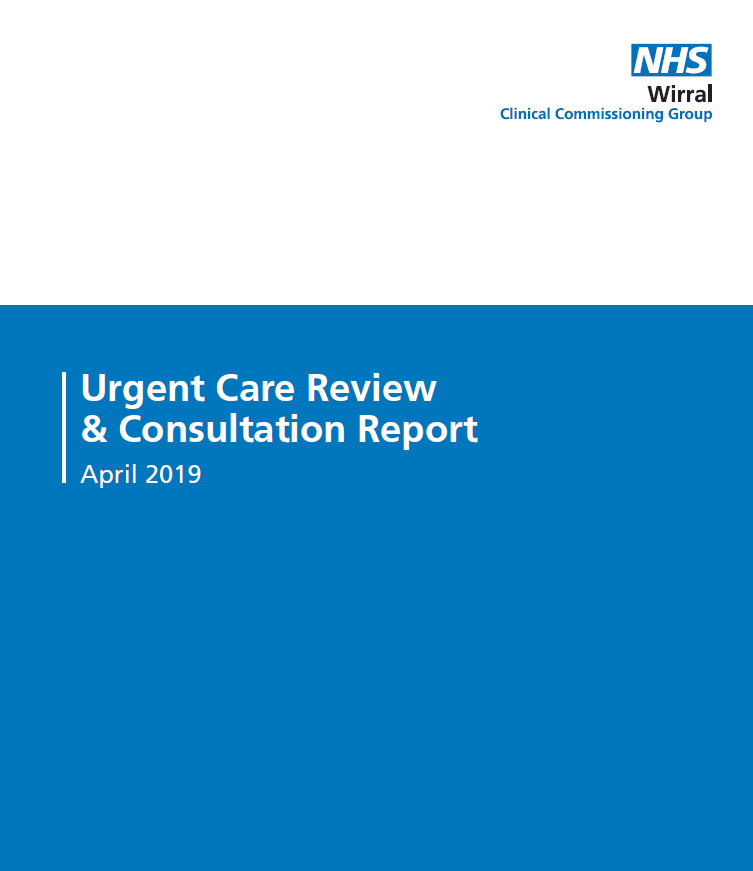 NHS
Wirral
Clinical Commissioning Group
Urgent Care Review
& Consultation Report
April 2019